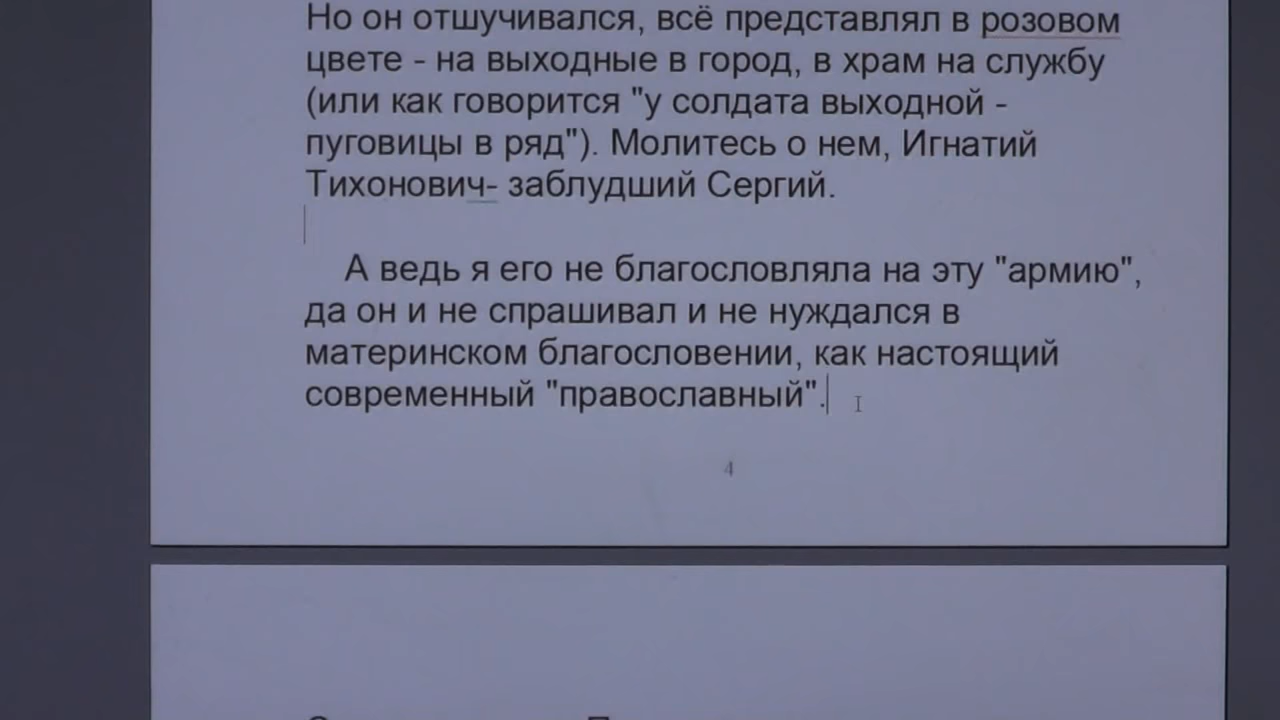 Но он отшучивался, всё представлял в розовом
цвете - на выходные в город, в храм на службу
(или как говорится "у солдата выходной -
пуговицы в ряд"). Молитесь о нем, Игнатий
Тихонович- заблудший Сергий.
А ведь я его не благословляла на эту "армию",
да он и не спрашивал и не нуждался в
материнском благословении, как настоящий
современный "православный".
4